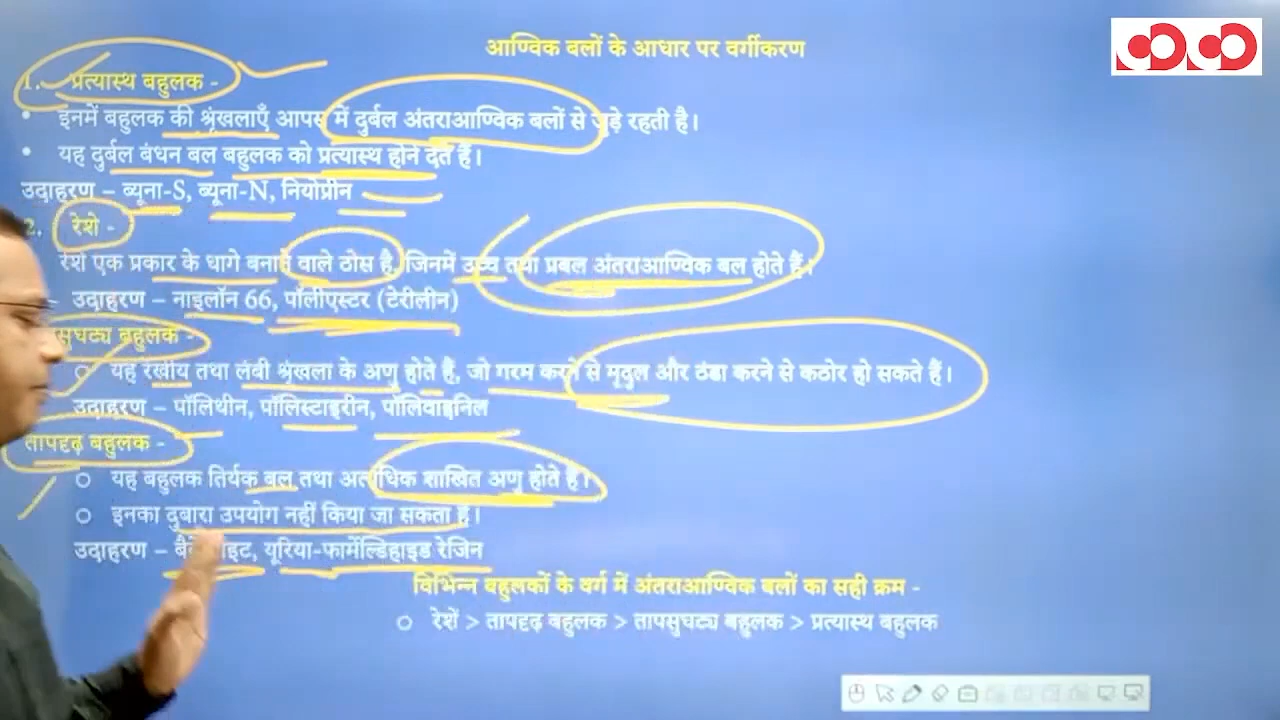 आण्विक बलों के आधार पर वर्गीकरण
1. प्रत्यास्थ बहुलक -
• इनमें बहुलक की श्रृंखलाएँ आपस में दुर्बल अंतराआण्विक बलों से जुड़े रहती है।
• यह दुर्बल बंधन बल बहुलक को प्रत्यास्थ होने देते हैं।
उदाहरण – ब्यूना-S, ब्यूना-N, नियोप्रीन
2. रेशे -
रेशे एक प्रकार के धागे बनाने वाले ठोस है, जिनमें उच्च तथा प्रबल अंतराआण्विक बल होते हैं।
उदाहरण – नाइलॉन 66, पॉलीएस्टर (टेरीलीन)
सुघट्य बहुलक -
यह रेखीय तथा लंबी श्रृंखला के अणु होते हैं, जो गरम करने से मृदुल और ठंडा करने से कठोर हो सकते हैं।
उदाहरण – पॉलिथीन, पॉलिस्टाइरीन, पॉलिवाइनिल
तापदृढ़ बहुलक -
यह बहुलक तिर्यक बल तथा अत्यधिक शाखित अणु होते है।
इनका दुबारा उपयोग नहीं किया जा सकता है।
उदाहरण – यूरिया-फार्मेल्डिहाइड रेजिन
विभिन्न बहुलकों के वर्ग में अंतराआण्विक बलों का सही क्रम -
रेशें > तापदृढ़ बहुलक > तापसुघट्य बहुलक > प्रत्यास्थ बहुलक